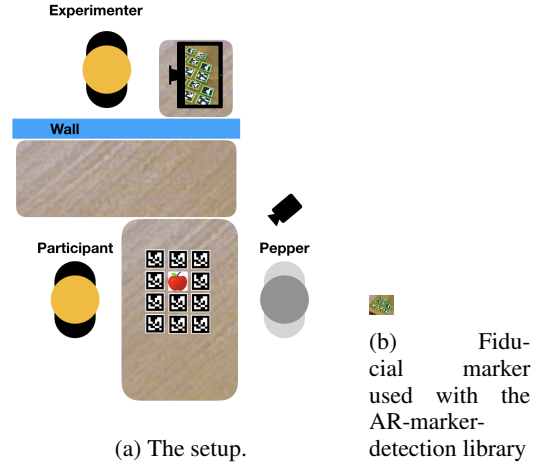 Experimenter
Wall
Participant
Pepper
(a) The setup.
(b) Fidu-
cial marker
used with the
AR-marker-
detection library